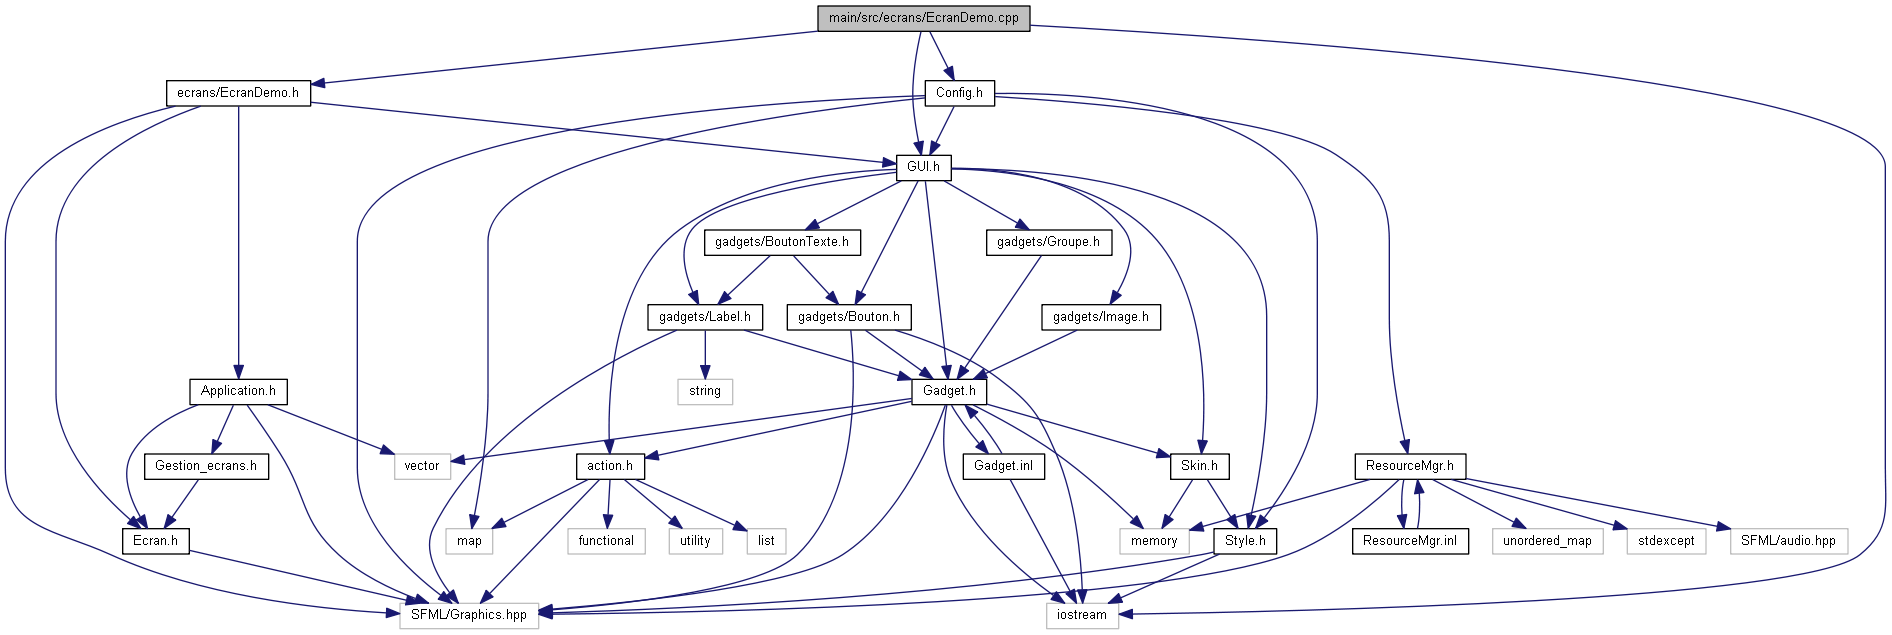 main/src/ecrans/EcranDemo.cpp
ecrans/EcranDemo.h
Config.h
GUI.h
gadgets/BoutonTexte.h
gadgets/Groupe.h
gadgets/Label.h
gadgets/Bouton.h
gadgets/Image.h
Application.h
string
Gadget.h
Gestion_ecrans.h
vector
action.h
Gadget.inl
Skin.h
ResourceMgr.h
Ecran.h
map
functional
utility
list
memory
Style.h
ResourceMgr.inl
unordered_map
stdexcept
SFML/audio.hpp
SFML/Graphics.hpp
iostream